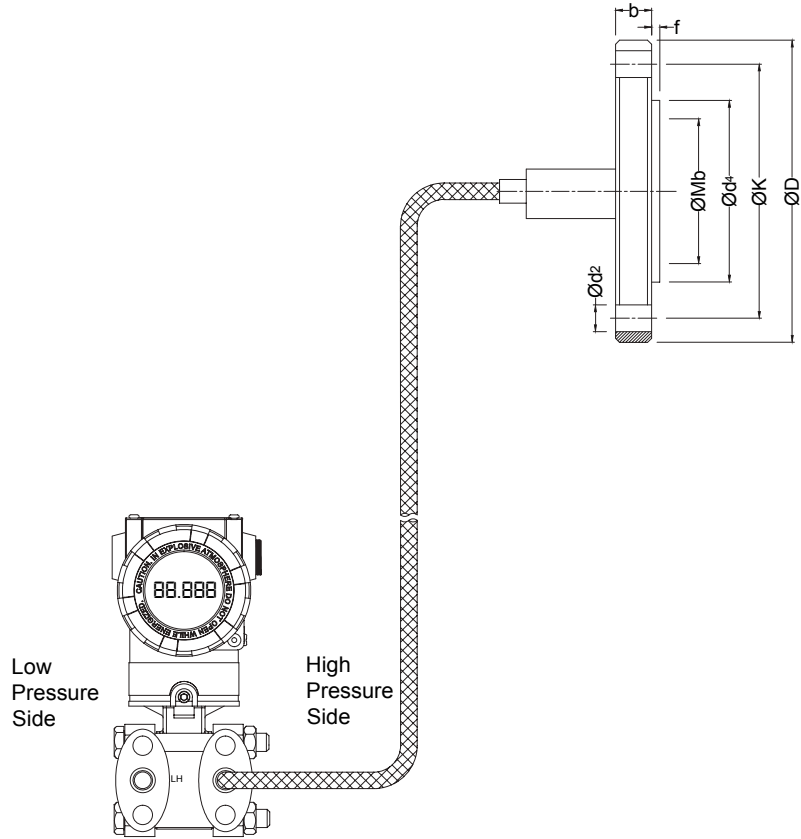 b
f
ØMb
Ød4
ØK
ØD
Ød2
CAUTION. IN EXPLOSIVE ATMOSPHERE DO NOT OPEN WHILE ENERGIZED.
88.888
Low
Pressure
Side
High
Pressure
Side
LH